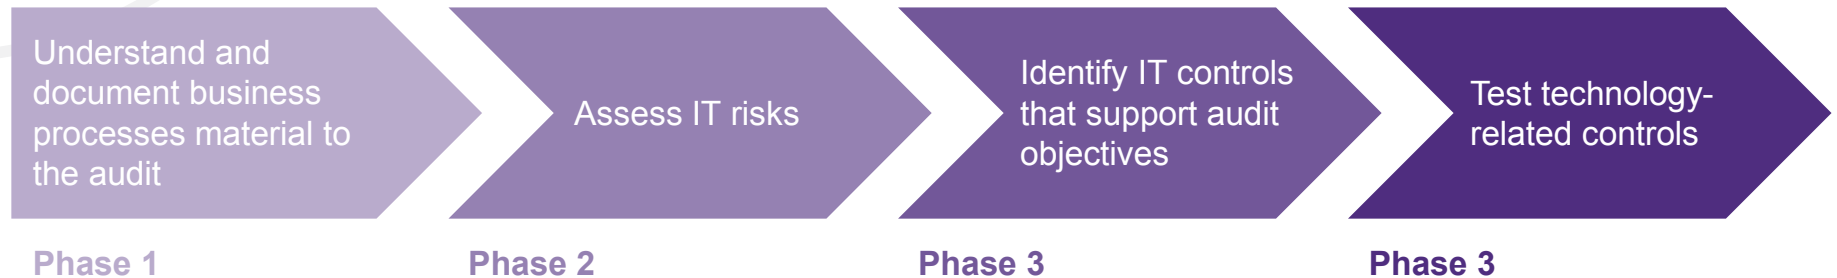 Understand and
document business
processes material to
the audit
Assess IT risks
Identify IT controls
that support audit
objectives
Test technology-
related controls
Phase 1
Phase 2
Phase 3
Phase 3